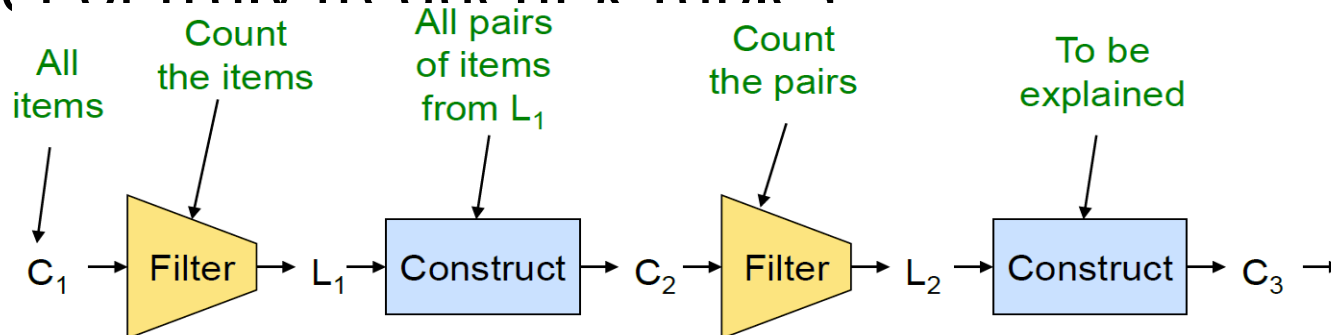 All
items
Count
the items
All pairs
of items
from L₁
Count
the pairs
To be
explained
C₁ Filter L₁ Construct C₂ Filter L₂ Construct C₃